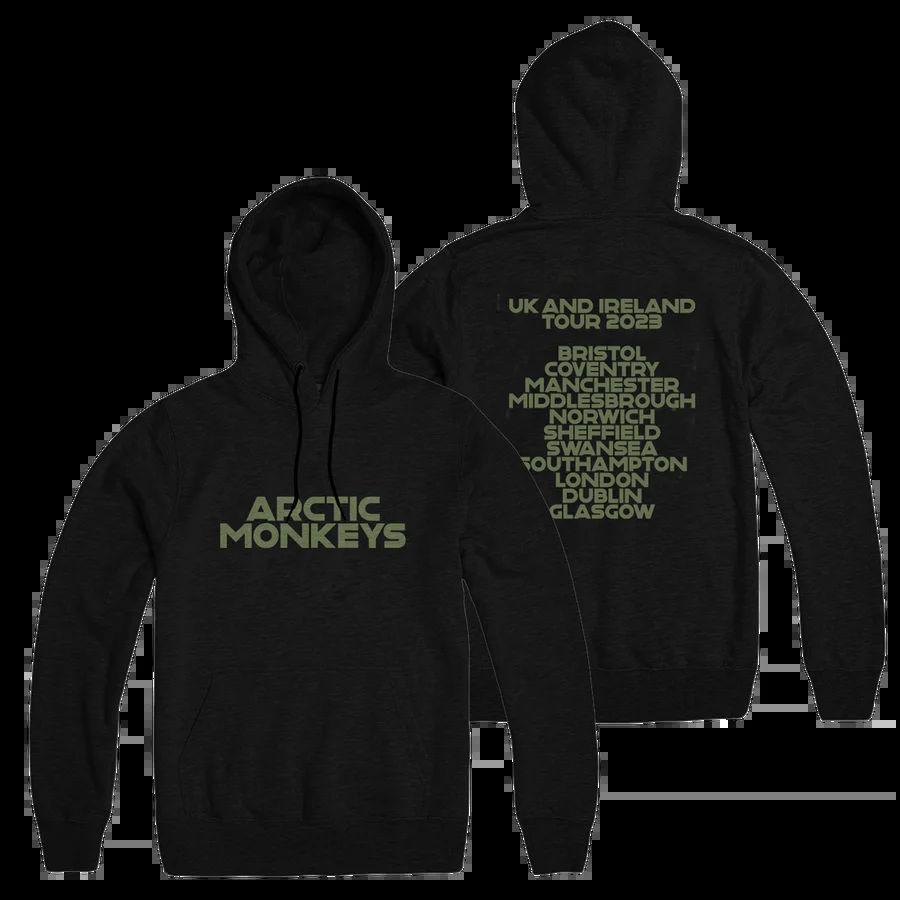 ARCTIC
MONKEYS
UK AND IRELAND
TOUR 2023
BRISTOL
COVENTRY
MANCHESTER
MIDDLESBROUGH
NORWICH
SHEFFIELD
SWANSEA
SOUTHAMPTON
LONDON
DUBLIN
GLASGOW